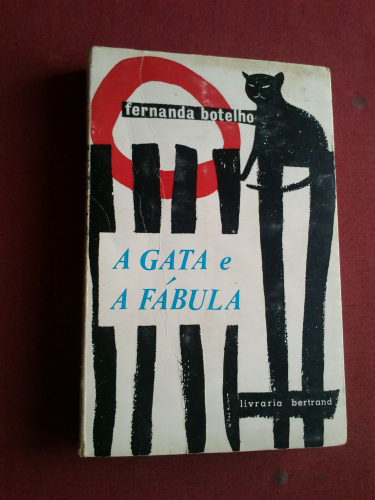 fernanda botelho
A GATA e
A FÁBULA
livraria bertrand